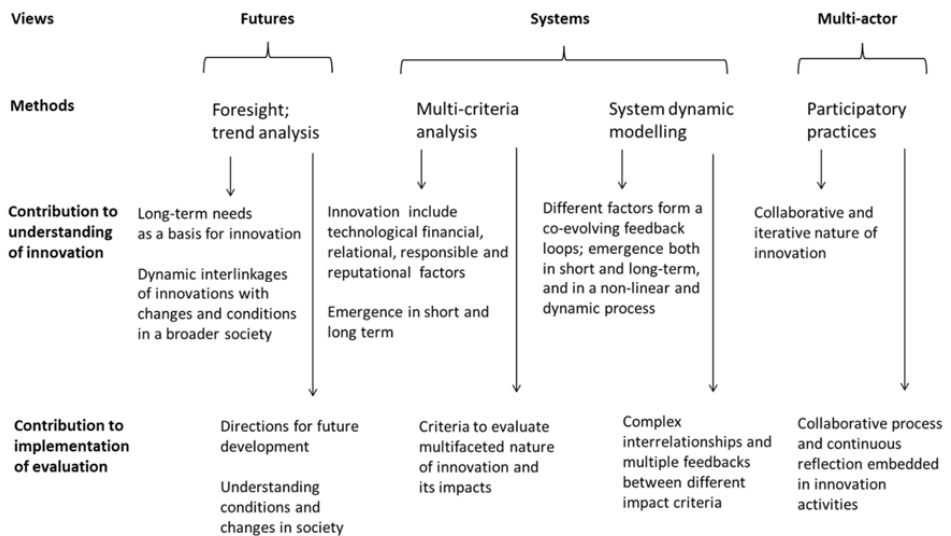 Views
Futures
Systems
Multi-actor
Methods
Foresight;
trend analysis
Multi-criteria
analysis
System dynamic
modelling
Participatory
practices
Contribution to
understanding
of innovation
Long-term needs
as a basis for innovation
Dynamic interlinkages
of innovations with
changes and conditions
in a broader society
Innovation include
technological financial,
relational, responsible and
reputational factors
Emergence in short and
long term
Different factors form a
co-evolving feedback
loops; emergence both
in short and long-term,
and in a non-linear and
dynamic process
Collaborative and
iterative nature of
innovation
Contribution to
implementation
of evaluation
Directions for future
development
Understanding
conditions and
changes in society
Criteria to evaluate
multifaceted nature
of innovation and
its impacts
Complex
interrelationships and
multiple feedbacks
between different
impact criteria
Collaborative process
and continuous
reflection embedded
in innovation
activities